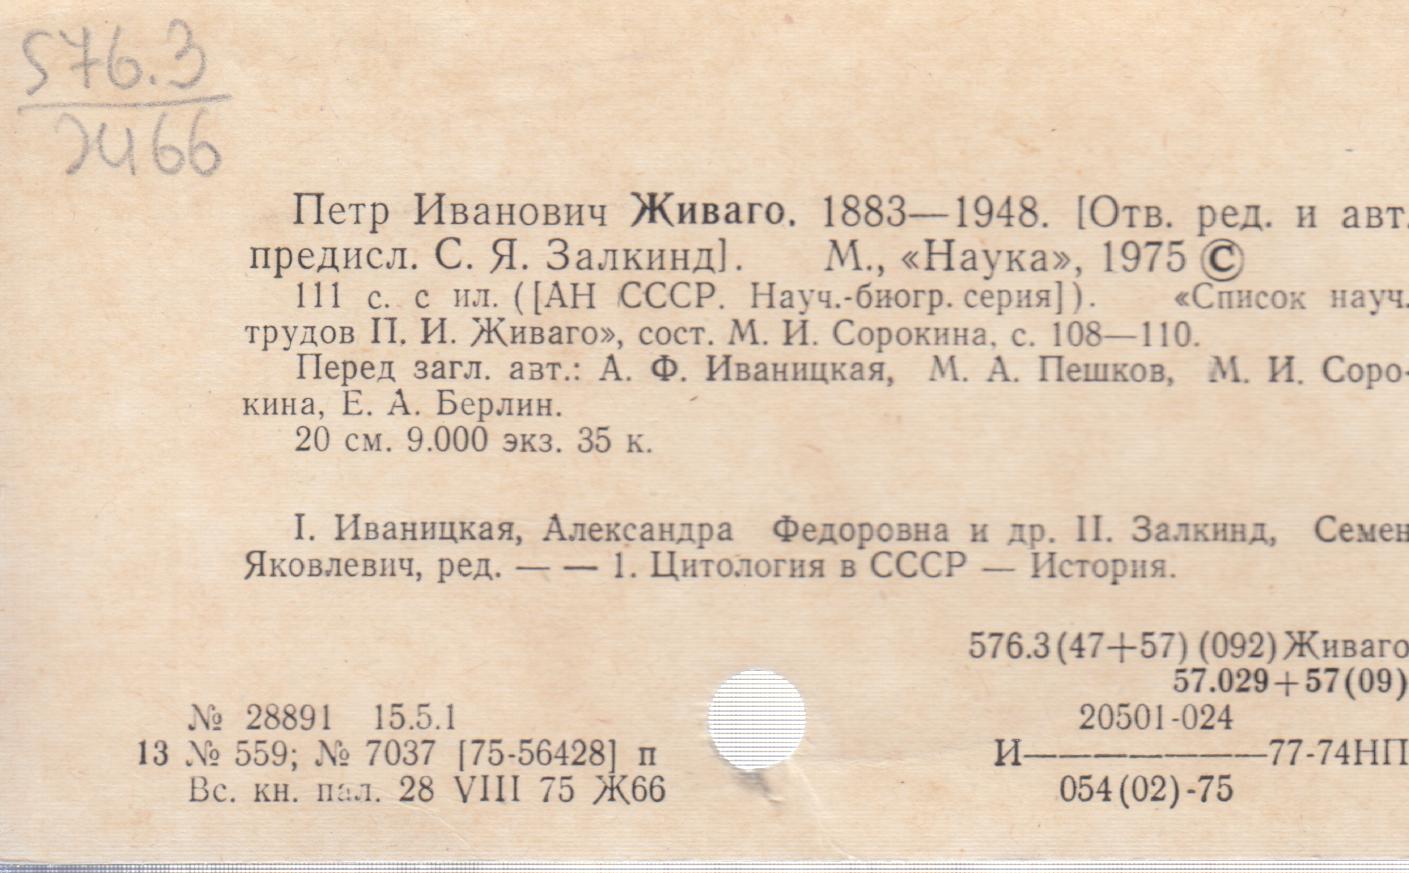 576.3
Ж66
Петр Иванович Живаго. 1883—1948. [Отв. ред. и авт.
предисл. С. Я. Залкинд]. М., «Наука», 1975 ©
111 с. с ил. ([АН СССР. Науч.-биогр. серия]). «Список науч.
трудов П. И. Живаго», сост. М. И. Сорокина, с. 108—110.
Перед загл. авт.: А. Ф. Иваницкая, М. А. Пешков, М. И. Соро-
кина, Е. А. Берлин.
20 см. 9.000 экз. 35 к.
I. Иваницкая, Александра Федоровна и др. II. Залкинд, Семен
Яковлевич, ред. — — 1. Цитология в СССР — История.
576.3(47+57) (092) Живаго
57.029+57(09)
№ 28891 15.5.1
20501-024
13 № 559; № 7037 [75-56428] п
И——————77-74НП
Вс. кн. пал. 28 VIII 75 Ж66
054(02)-75